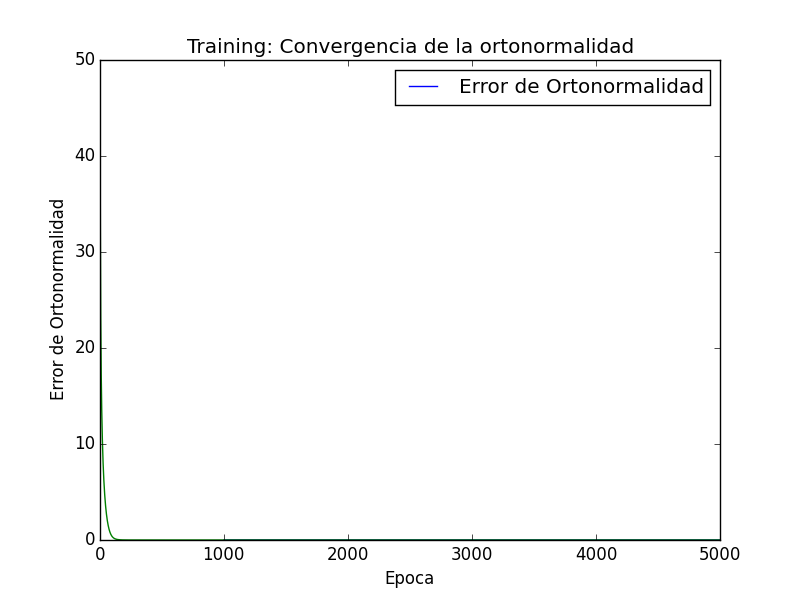 Training: Convergencia de la ortonormalidad
Error de Ortonormalidad
50
40
30
20
10
0
Error de Ortonormalidad
0 1000 2000 3000 4000 5000
Epoca